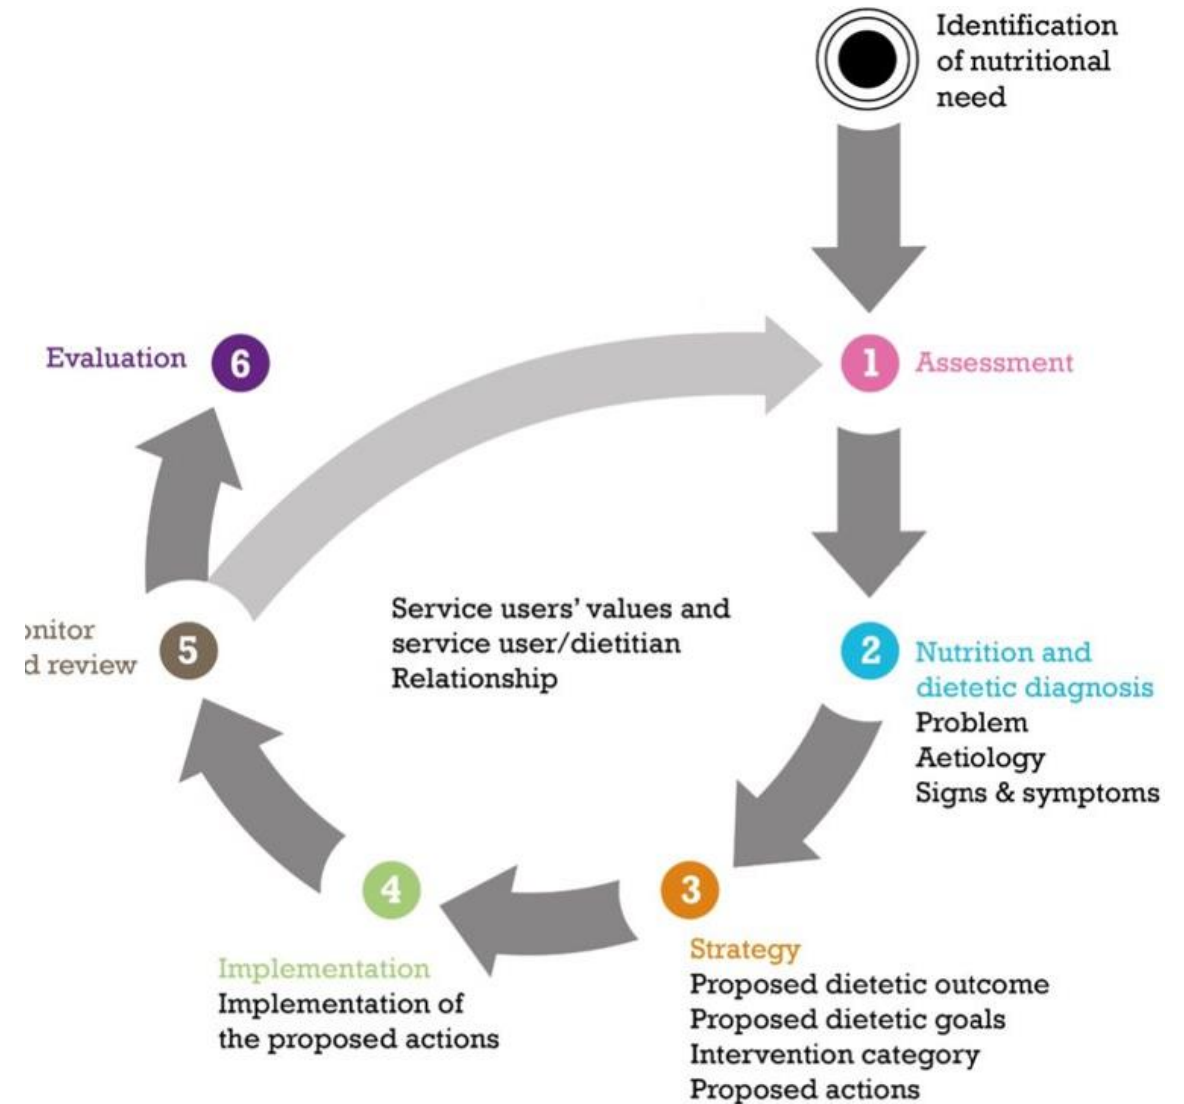 Identification
of nutritional
need
1
Assessment
2
Nutrition and
dietetic diagnosis
Problem
Aetiology
Signs & symptoms
3
Strategy
Proposed dietetic outcome
Proposed dietetic goals
Intervention category
Proposed actions
4
Implementation
Implementation of
the proposed actions
5
review
6
Evaluation
Service users' values and
service user/dietitian
Relationship